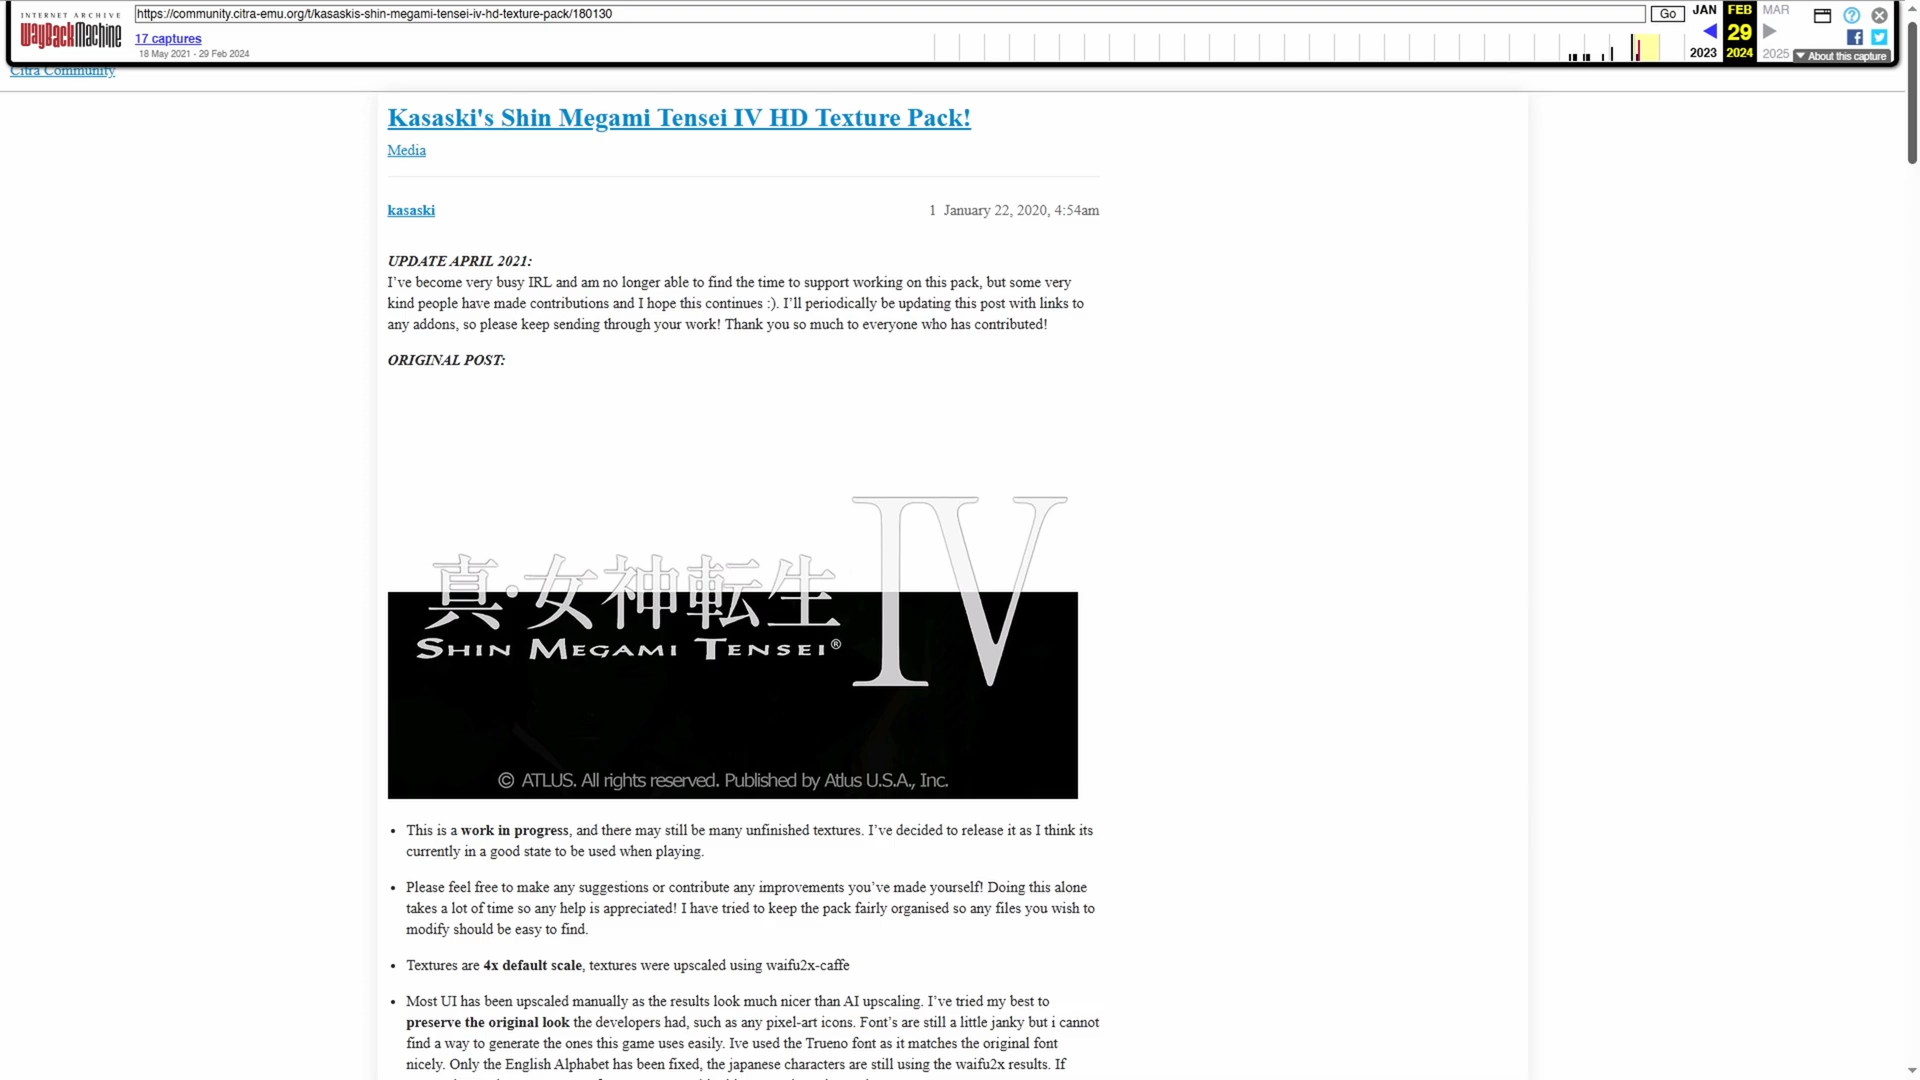 INTERNET ARCHIVE
WayBackMachine
https://community.citra-emu.org/t/kasaskis-shin-megami-tensei-iv-hd-texture-pack/180130
Go
JAN
FEB
MAR
17 captures
29
18 May 2021 - 29 Feb 2024
2023
2024
2025
About this capture
Citra Community
Kasaski's Shin Megami Tensei IV HD Texture Pack!
Media
kasaski
1 January 22, 2020, 4:54am
UPDATE APRIL 2021:
I’ve become very busy IRL and am no longer able to find the time to support working on this pack, but some very
kind people have made contributions and I hope this continues :). I’ll periodically be updating this post with links to
any addons, so please keep sending through your work! Thank you so much to everyone who has contributed!
ORIGINAL POST:
真・女神転生IV
SHIN MEGAMI TENSEI®
© ATLUS. All rights reserved. Published by Atlus U.S.A., Inc.
• This is a work in progress, and there may still be many unfinished textures. I’ve decided to release it as I think its
currently in a good state to be used when playing.
• Please feel free to make any suggestions or contribute any improvements you’ve made yourself! Doing this alone
takes a lot of time so any help is appreciated! I have tried to keep the pack fairly organised so any files you wish to
modify should be easy to find.
• Textures are 4x default scale, textures were upscaled using waifu2x-caffe
• Most UI has been upscaled manually as the results look much nicer than AI upscaling. I’ve tried my best to
preserve the original look the developers had, such as any pixel-art icons. Font’s are still a little janky but i cannot
find a way to generate the ones this game uses easily. Ive used the Trueno font as it matches the original font
nicely. Only the English Alphabet has been fixed, the japanese characters are still using the waifu2x results. If